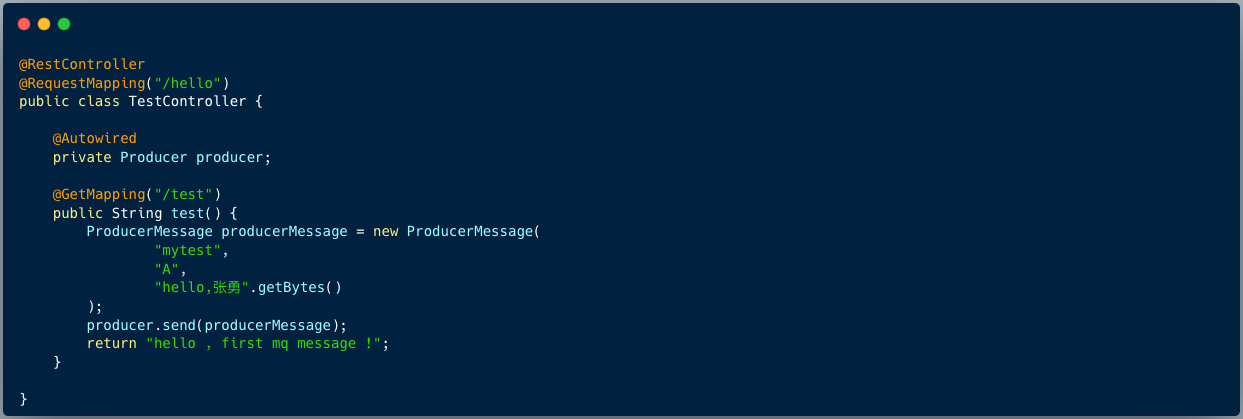 @RestController
@RequestMapping("/hello")
public class TestController {
    @Autowired
    private Producer producer;
    @GetMapping("/test")
    public String test() {
        ProducerMessage producerMessage = new ProducerMessage(
                "mytest",
                "A",
                "hello,张勇".getBytes()
        );
        producer.send(producerMessage);
        return "hello , first mq message !";
    }
}